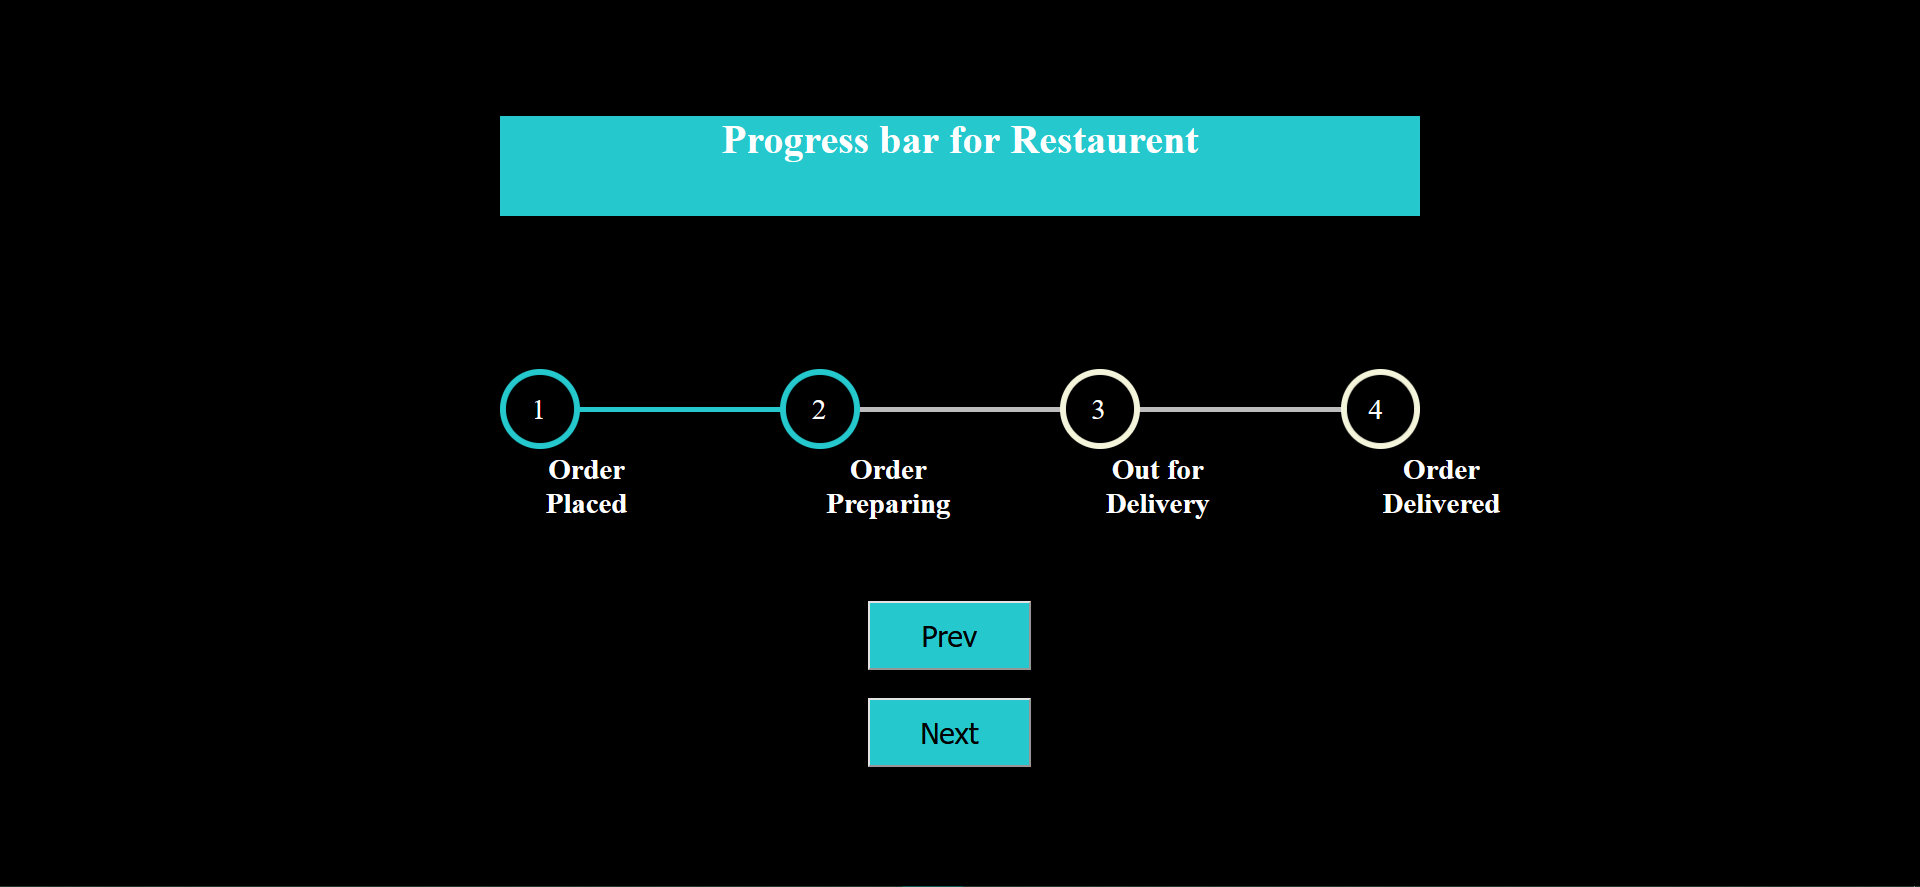 Progress bar for Restaurent
1
2
3
4
Order
Placed
Order
Preparing
Out for
Delivery
Order
Delivered
Prev
Next